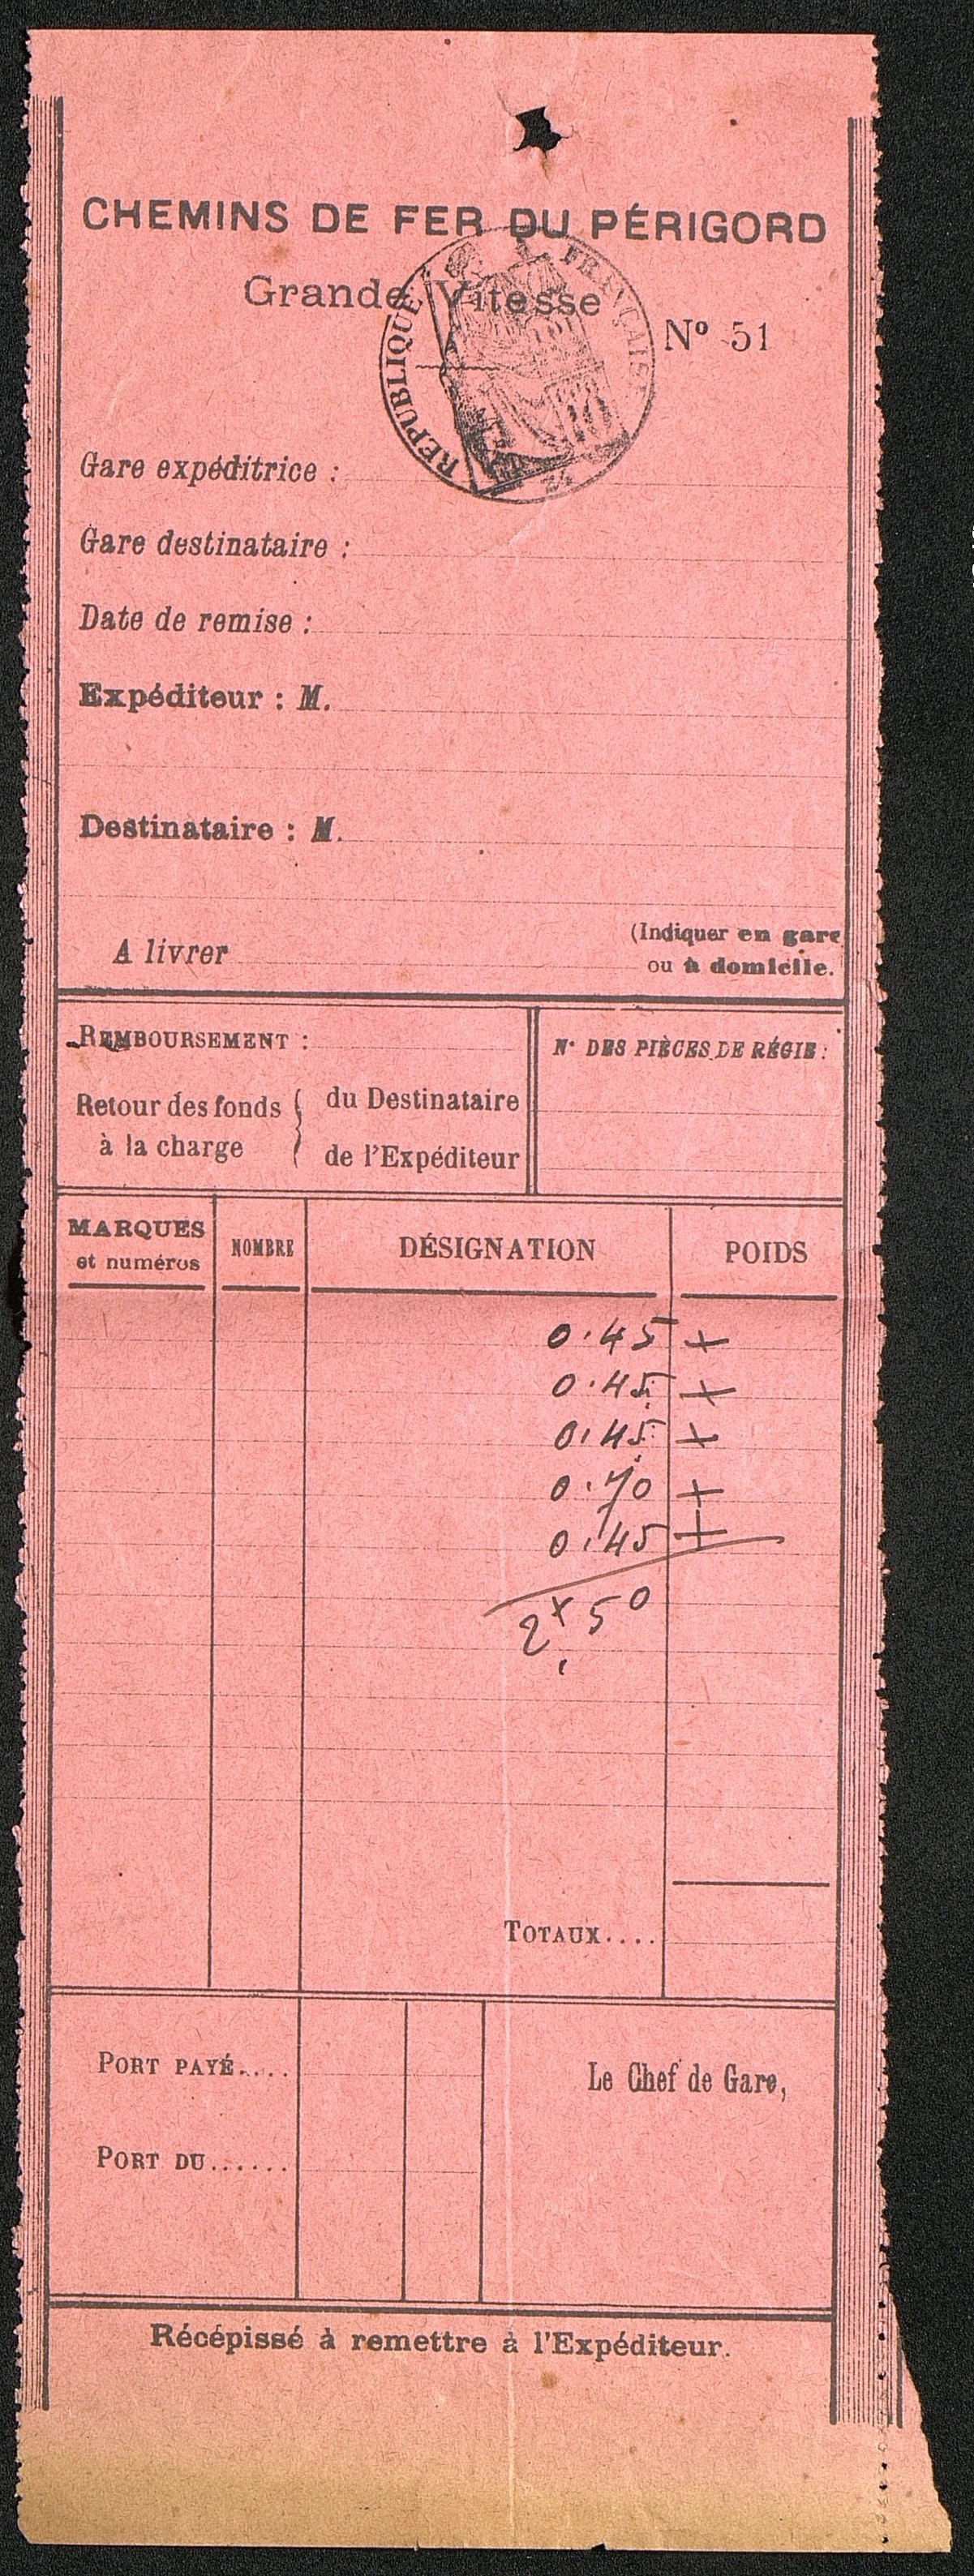 CHEMINS DE FER DU PÉRIGORD
Grande Vitesse
Nº 51
RÉPUBLIQUE FRANÇAISE
Gare expéditrice :
Gare destinataire :
Date de remise :
Expéditeur : M.
Destinataire : M.
A livrer
(Indiquer en gare
ou à domicile.
REMBOURSEMENT :
Retour des fonds
à la charge
du Destinataire
de l'Expéditeur
Nº DES PIÈCES DE RÉGIE :
MARQUES
et numéros
NOMBRE
DÉSIGNATION
POIDS
0.45 +
0.45 +
0.45 +
0.70 +
0.45 +
2 x 50
TOTAUX....
PORT PAYÉ....
PORT DU......
Le Chef de Gare,
Récépissé à remettre à l'Expéditeur.